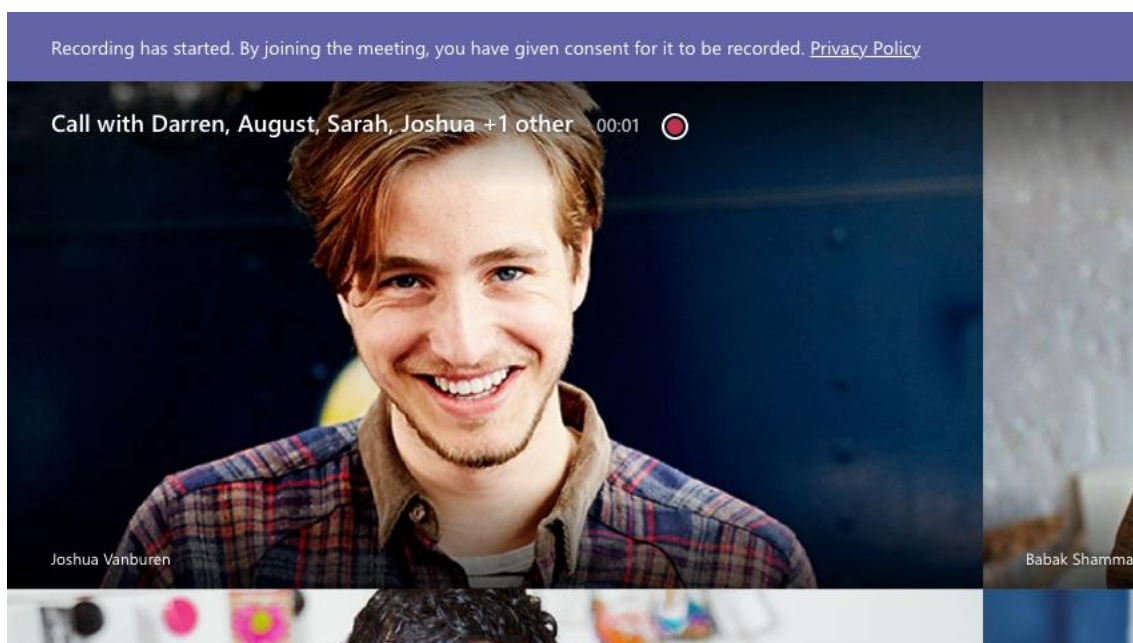 Recording has started. By joining the meeting, you have given consent for it to be recorded. Privacy Policy
Call with Darren, August, Sarah, Joshua +1 other 00:01
Joshua Vanburen
Babak Shamma